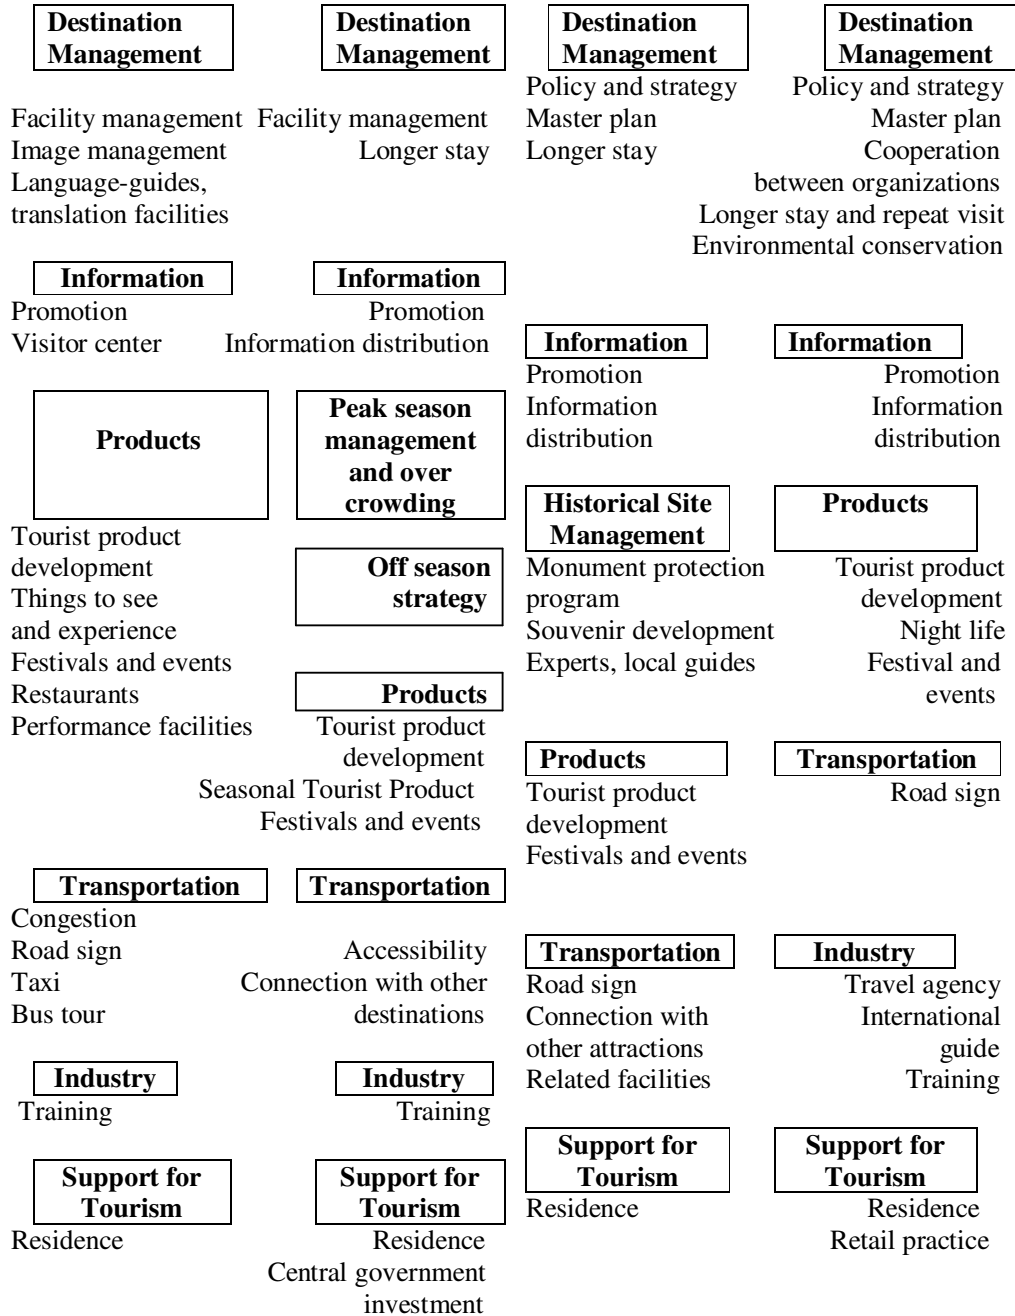 Destination
Management
Facility management
Image management
Language-guides,
translation facilities
Information
Promotion
Visitor center
Products
Tourist product
development
Things to see
and experience
Festivals and events
Restaurants
Performance facilities
Transportation
Congestion
Road sign
Taxi
Bus tour
Industry
Training
Support for
Tourism
Residence
Destination
Management
Facility management
Longer stay
Information
Promotion
Information distribution
Peak season
management
and over
crowding
Off season
strategy
Products
Tourist product
development
Seasonal Tourist Product
Festivals and events
Transportation
Accessibility
Connection with other
destinations
Industry
Training
Support for
Tourism
Residence
Central government
investment
Destination
Management
Policy and strategy
Master plan
Longer stay
Information
Promotion
Information
distribution
Historical Site
Management
Monument protection
program
Souvenir development
Experts, local guides
Products
Tourist product
development
Festivals and events
Transportation
Road sign
Connection with
other attractions
Related facilities
Support for
Tourism
Residence
Destination
Management
Policy and strategy
Master plan
Cooperation
between organizations
Longer stay and repeat visit
Environmental conservation
Information
Promotion
Information
distribution
Products
Tourist product
development
Night life
Festival and
events
Transportation
Road sign
Industry
Travel agency
International
guide
Training
Support for
Tourism
Residence
Retail practice